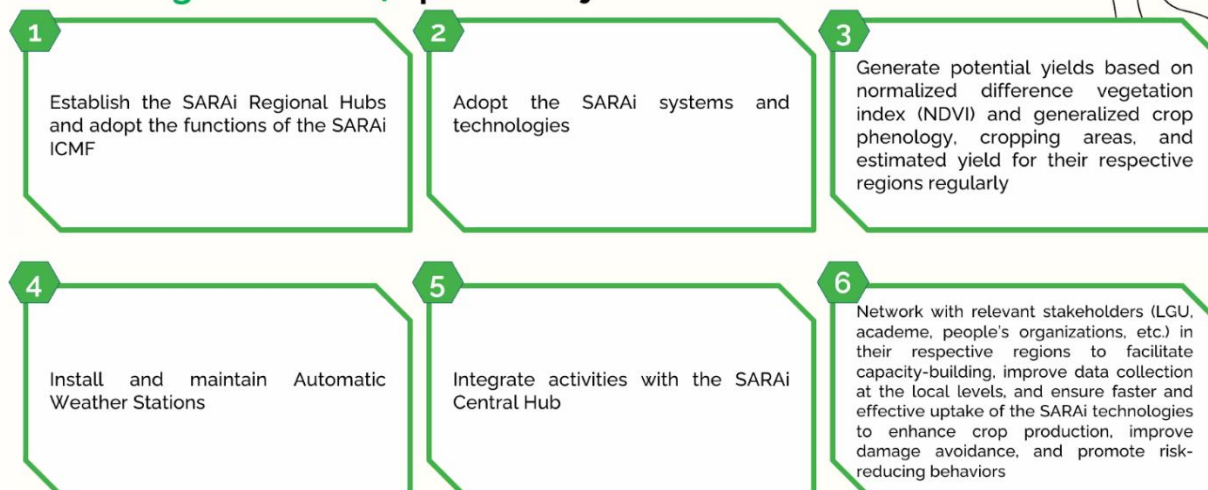 1
Establish the SARAi Regional Hubs
and adopt the functions of the SARAi
ICMF
2
Adopt the SARAi systems and
technologies
3
Generate potential yields based on
normalized difference vegetation
index (NDVI) and generalized crop
phenology, cropping areas, and
estimated yield for their respective
regions regularly
4
Install and maintain Automatic
Weather Stations
5
Integrate activities with the SARAi
Central Hub
6
Network with relevant stakeholders (LGU,
academe, people's organizations, etc.) in
their respective regions to facilitate
capacity-building, improve data collection
at the local levels, and ensure faster and
effective uptake of the SARAi technologies
to enhance crop production, improve
damage avoidance, and promote risk-
reducing behaviors